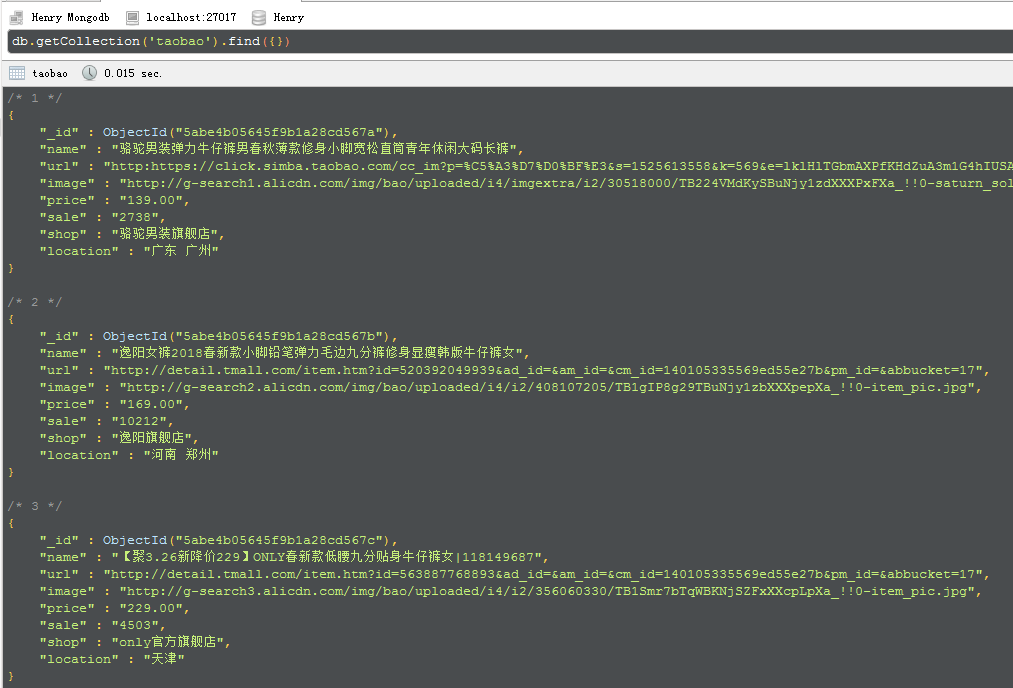 Henry Mongodb localhost:27017 Henry
db.getCollection('taobao').find({})
taobao 0.015 sec.
/* 1 */
{
"_id" : ObjectId("5abe4b05645f9b1a28cd567a"),
"name" : "骆驼男装弹力牛仔裤男春秋薄款修身小脚宽松直筒青年休闲大码长裤",
"url" : "http:https://click.simba.taobao.com/cc_im?p=%C5%A3%D7%D0%BF%E3&s=1525613558&k=569&e=lklHlTGbmAXPfKHdZuA3m1G4hIUSA
"image" : "http://g-search1.alicdn.com/img/bao/uploaded/i4/imgextra/i2/30518000/TB224VMdKySBuNjy1zdXXXPxFXa_!!0-saturn_sol
"price" : "139.00",
"sale" : "2738",
"shop" : "骆驼男装旗舰店",
"location" : "广东 广州"
}
/* 2 */
{
"_id" : ObjectId("5abe4b05645f9b1a28cd567b"),
"name" : "逸阳女裤2018春新款小脚铅笔弹力毛边九分裤修身显瘦韩版牛仔裤女",
"url" : "http://detail.tmall.com/item.htm?id=520392049939&ad_id=&am_id=&cm_id=140105335569ed55e27b&pm_id=&abbucket=17",
"image" : "http://g-search2.alicdn.com/img/bao/uploaded/i4/i2/408107205/TB1gIP8g29TBuNjy1zbXXXpepXa_!!0-item_pic.jpg",
"price" : "169.00",
"sale" : "10212",
"shop" : "逸阳旗舰店",
"location" : "河南 郑州"
}
/* 3 */
{
"_id" : ObjectId("5abe4b05645f9b1a28cd567c"),
"name" : "【聚3.26新降价229】ONLY春新款低腰九分贴身牛仔裤女|118149687",
"url" : "http://detail.tmall.com/item.htm?id=563887768893&ad_id=&am_id=&cm_id=140105335569ed55e27b&pm_id=&abbucket=17",
"image" : "http://g-search3.alicdn.com/img/bao/uploaded/i4/i2/356060330/TB1Smr7bTqWBKNjSZFxXXcpLpXa_!!0-item_pic.jpg",
"price" : "229.00",
"sale" : "4503",
"shop" : "only官方旗舰店",
"location" : "天津"
}